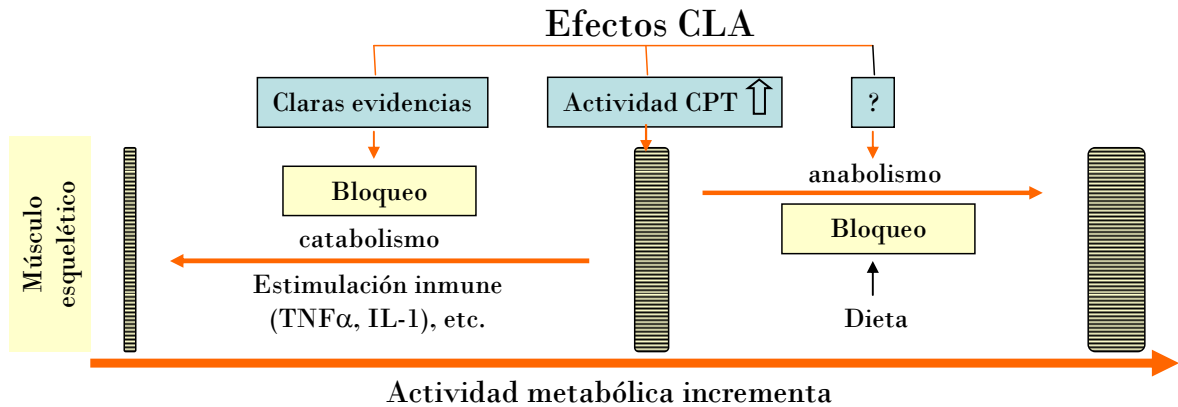 Efectos CLA
Claras evidencias
Actividad CPT
?
Músculo
esquelético
Bloqueo
catabolismo
Estimulación inmune
(TNFα, IL-1), etc.
anabolismo
Bloqueo
Dieta
Actividad metabólica incrementa